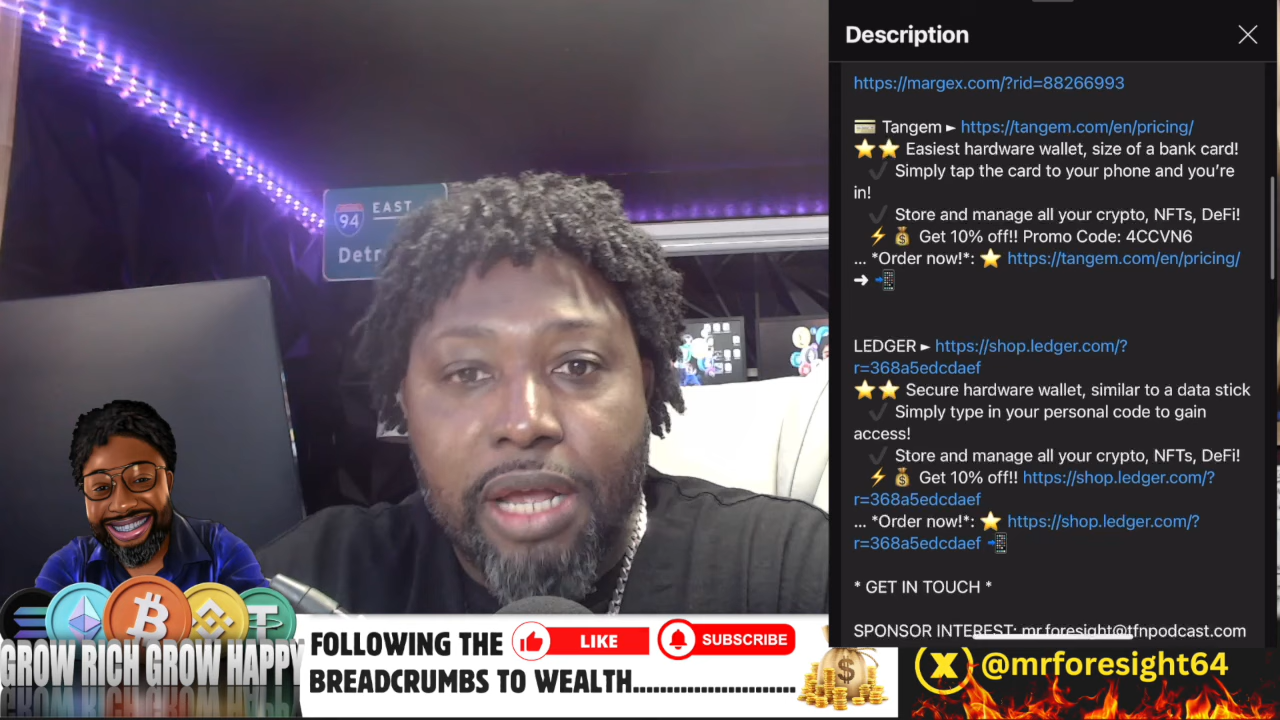 EAST
94
Detr
GROW RICH GROW HAPPY
FOLLOWING THE
LIKE
SUBSCRIBE
BREADCRUMBS TO WEALTH.......................
Description
https://margex.com/?rid=88266993
Tangem ► https://tangem.com/en/pricing/
⭐⭐ Easiest hardware wallet, size of a bank card!
✔ Simply tap the card to your phone and you're
in!
✔ Store and manage all your crypto, NFTs, DeFi!
⚡💰 Get 10% off!! Promo Code: 4CCVN6
... *Order now!*: ⭐ https://tangem.com/en/pricing/
➜ 📲
LEDGER ► https://shop.ledger.com/?
r=368a5edcdaef
⭐⭐ Secure hardware wallet, similar to a data stick
✔ Simply type in your personal code to gain
access!
✔ Store and manage all your crypto, NFTs, DeFi!
⚡💰 Get 10% off!! https://shop.ledger.com/?
r=368a5edcdaef
... *Order now!*: ⭐ https://shop.ledger.com/?
r=368a5edcdaef 📲
* GET IN TOUCH *
SPONSOR INTEREST: mr.foresight@tfnpodcast.com
X @mrforesight64